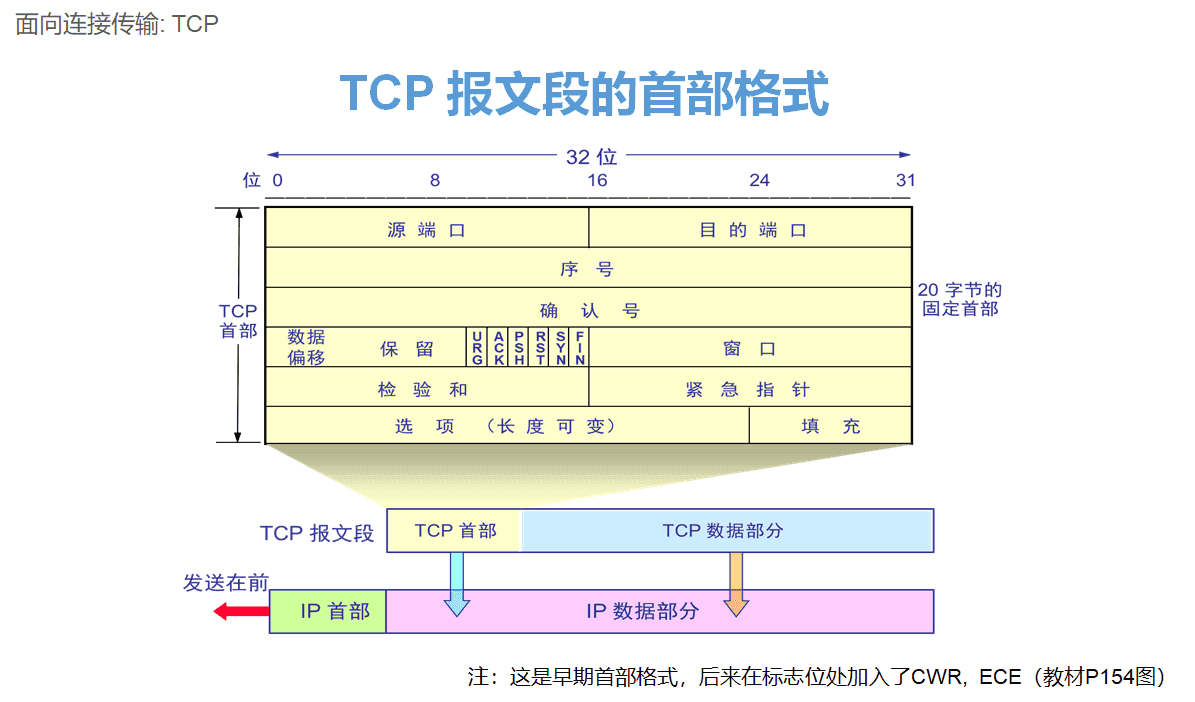 面向连接传输: TCP
TCP 报文段的首部格式
32 位
位 0 8 16 24 31
源 端 口 目 的 端 口
序 号
确 认 号
TCP
首部
20 字节的
固定首部
数据
偏移
保 留
URG ACK PSH RST SYN FIN
窗 口
检 验 和 紧 急 指 针
选 项 （长 度 可 变） 填 充
TCP 报文段 TCP 首部 TCP 数据部分
发送在前
IP 首部 IP 数据部分
注：这是早期首部格式，后来在标志位处加入了CWR, ECE（教材P154图）